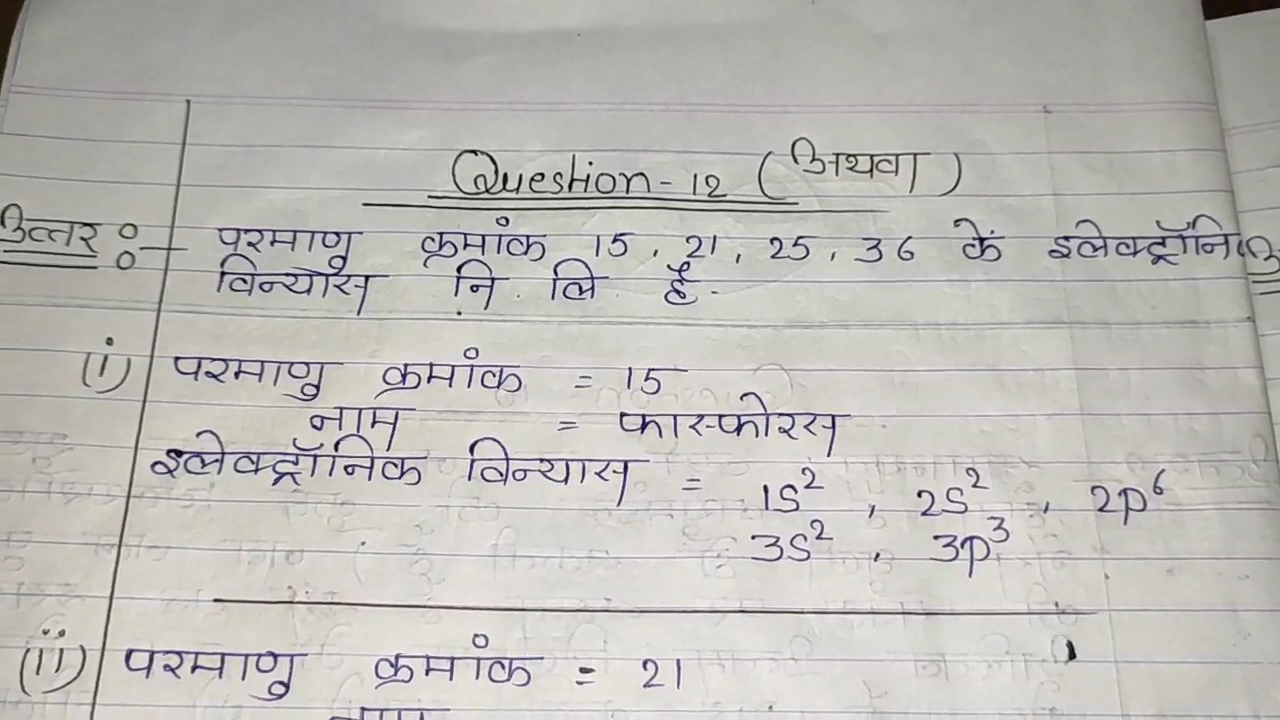 Question-12 (अथवा)
उत्तर :- परमाणु क्रमांक 15, 21, 25, 36 के इलेक्ट्रॉनि
विन्यास नि. लि. है-
(i) परमाणु क्रमांक = 15
नाम = फास्फोरस
इलेक्ट्रॉनिक विन्यास = 1s², 2s², 2p⁶
3s², 3p³
(ii) परमाणु क्रमांक = 21